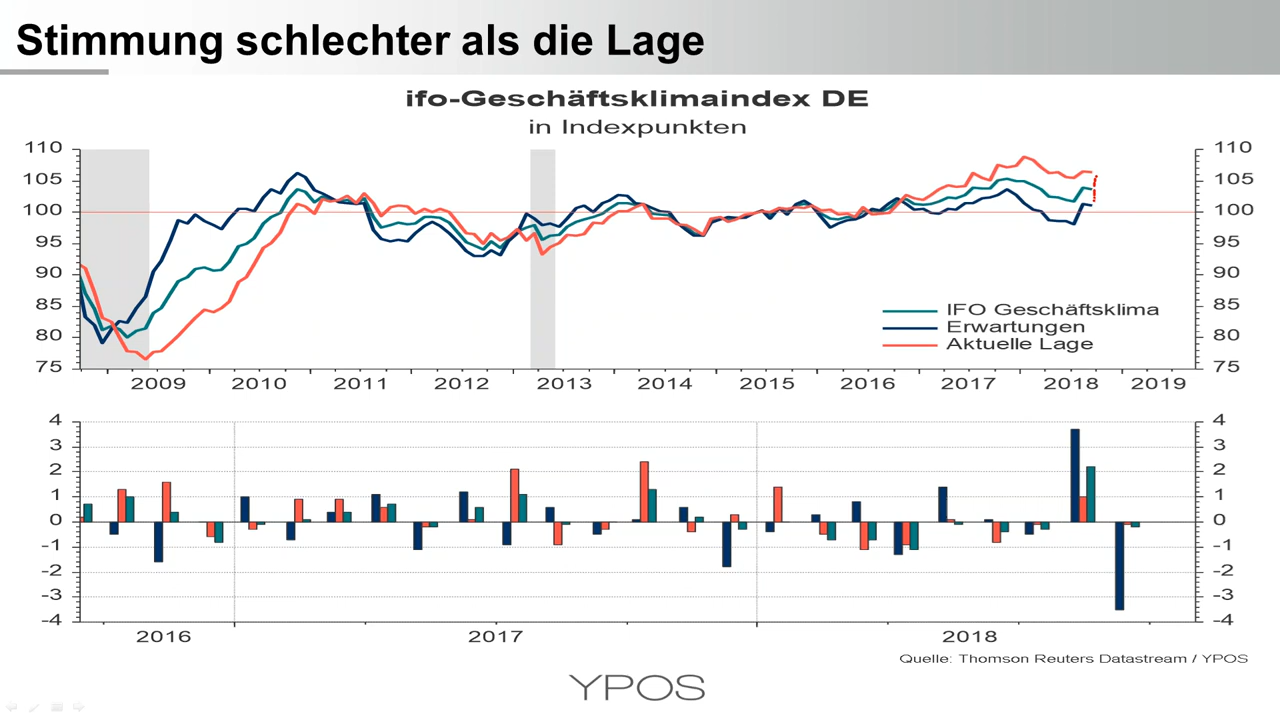 Stimmung schlechter als die Lage
ifo-Geschäftsklimaindex DE
in Indexpunkten
110 110
105 105
100 100
95 95
90 90
85 85
80 80
75 75
IFO Geschäftsklima
Erwartungen
Aktuelle Lage
2009 2010 2011 2012 2013 2014 2015 2016 2017 2018 2019
4 4
3 3
2 2
1 1
0 0
-1 -1
-2 -2
-3 -3
-4 -4
2016 2017 2018
Quelle: Thomson Reuters Datastream / YPOS
YPOS